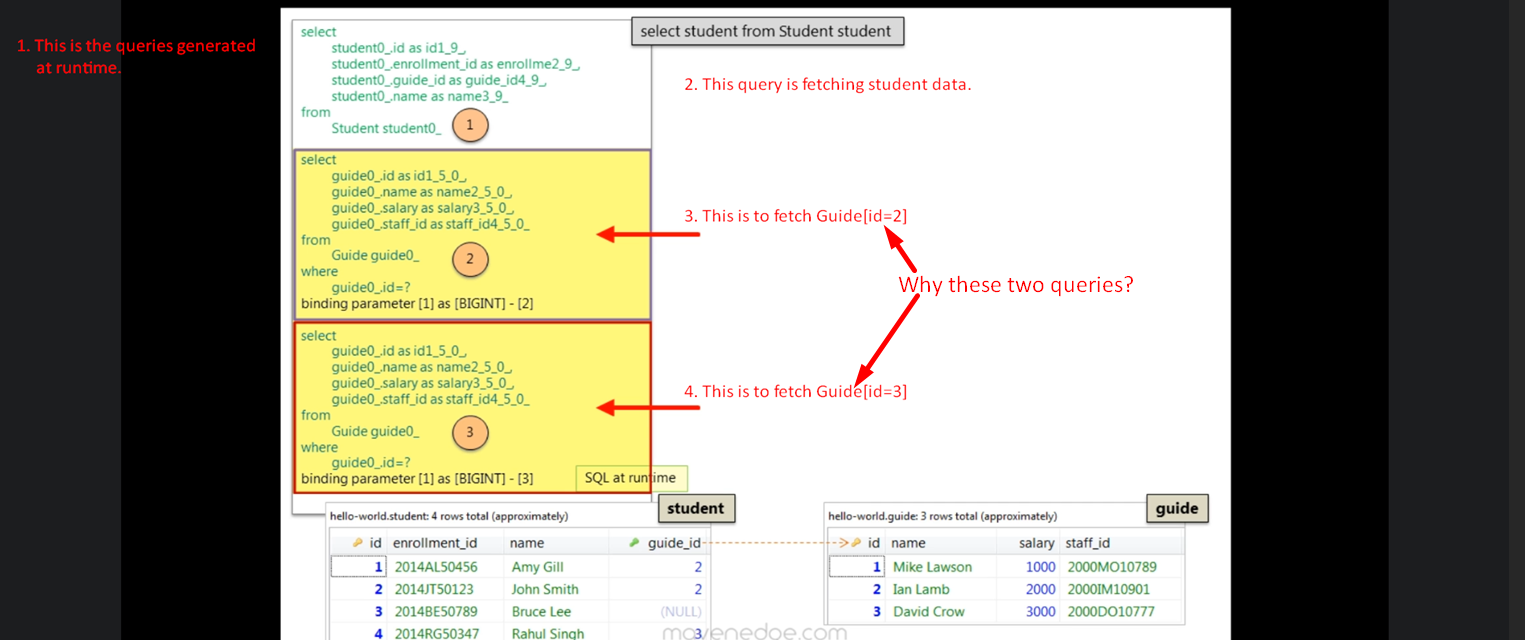 select student from Student student
1. This is the queries generated
at runtime.
select
student0_.id as id1_9_,
student0_.enrollment_id as enrollme2_9_,
student0_.guide_id as guide_id4_9_,
student0_.name as name3_9_
from
Student student0_
1
2. This query is fetching student data.
select
guide0_.id as id1_5_0_,
guide0_.name as name2_5_0_,
guide0_.salary as salary3_5_0_,
guide0_.staff_id as staff_id4_5_0_
from
Guide guide0_
where
guide0_.id=?
binding parameter [1] as [BIGINT] - [2]
2
3. This is to fetch Guide[id=2]
Why these two queries?
select
guide0_.id as id1_5_0_,
guide0_.name as name2_5_0_,
guide0_.salary as salary3_5_0_,
guide0_.staff_id as staff_id4_5_0_
from
Guide guide0_
where
guide0_.id=?
binding parameter [1] as [BIGINT] - [3]
3
4. This is to fetch Guide[id=3]
SQL at runtime
student
hello-world.student: 4 rows total (approximately)
id enrollment_id name guide_id
1 2014AL50456 Amy Gill 2
2 2014JT50123 John Smith 2
3 2014BE50789 Bruce Lee (NULL)
4 2014RG50347 Rahul Singh 3
guide
hello-world.guide: 3 rows total (approximately)
id name salary staff_id
1 Mike Lawson 1000 2000MO10789
2 Ian Lamb 2000 2000IM10901
3 David Crow 3000 2000DO10777